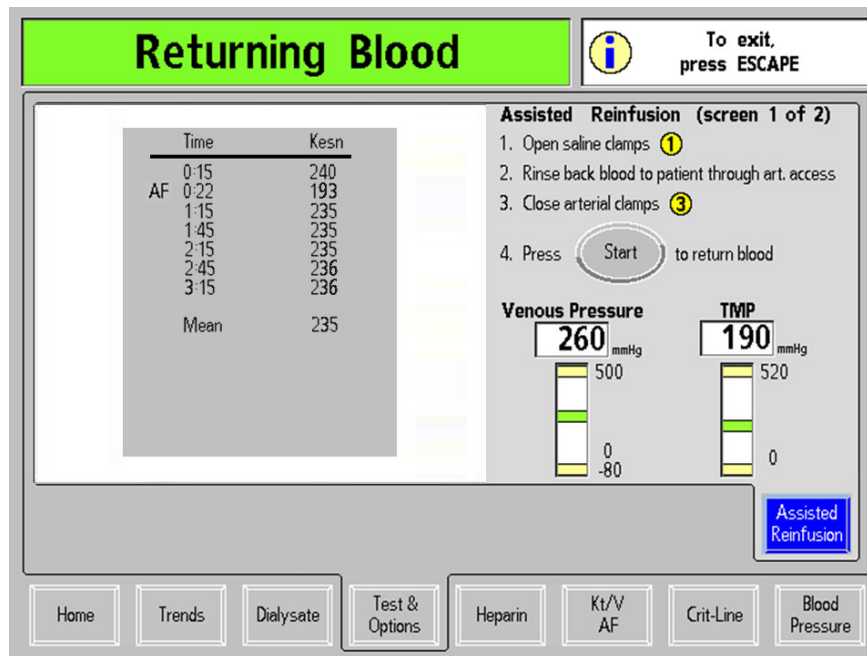 Returning Blood
To exit,
press ESCAPE
Time Kesn
0:15 240
AF 0:22 193
1:15 235
1:45 235
2:15 235
2:45 236
3:15 236
Mean 235
Assisted Reinfusion (screen 1 of 2)
1. Open saline clamps 1
2. Rinse back blood to patient through art. access
3. Close arterial clamps 3
4. Press Start to return blood
Venous Pressure TMP
260 mmHg 190 mmHg
500 520
0 0
-80
Assisted
Reinfusion
Home Trends Dialysate Test & Options Heparin Kt/V AF Crit-Line Blood Pressure